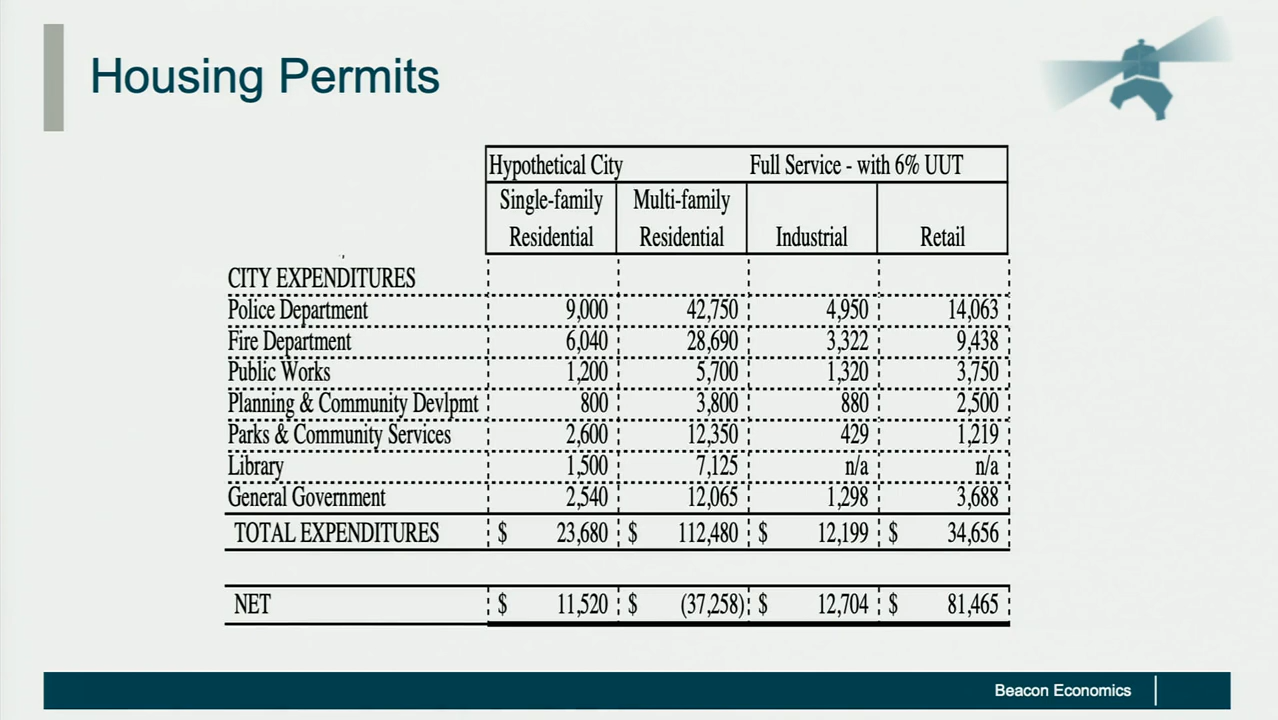 Housing Permits
Hypothetical City Full Service - with 6% UUT
Single-family Multi-family
Residential Residential Industrial Retail
CITY EXPENDITURES
Police Department 9,000 42,750 4,950 14,063
Fire Department 6,040 28,690 3,322 9,438
Public Works 1,200 5,700 1,320 3,750
Planning & Community Devlpmt 800 3,800 880 2,500
Parks & Community Services 2,600 12,350 429 1,219
Library 1,500 7,125 n/a n/a
General Government 2,540 12,065 1,298 3,688
TOTAL EXPENDITURES $ 23,680 $ 112,480 $ 12,199 $ 34,656
NET $ 11,520 $ (37,258) $ 12,704 $ 81,465
Beacon Economics